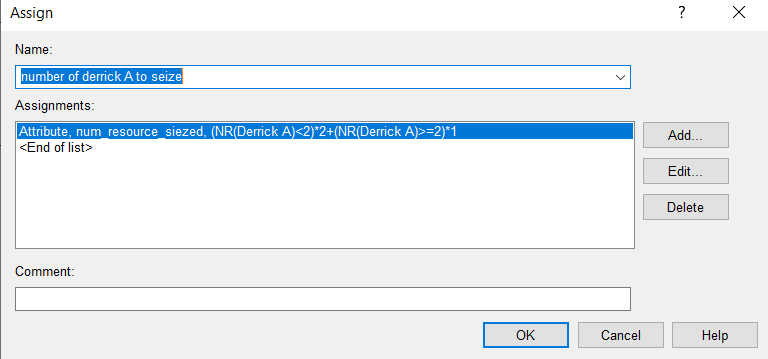 Assign
? 
Name:
number of derrick A to seize
Assignments:
Attribute, num_resource_siezed, (NR(Derrick A)<2)*2+(NR(Derrick A)>=2)*1
<End of list>
Add...
Edit...
Delete
Comment:
OK
Cancel
Help